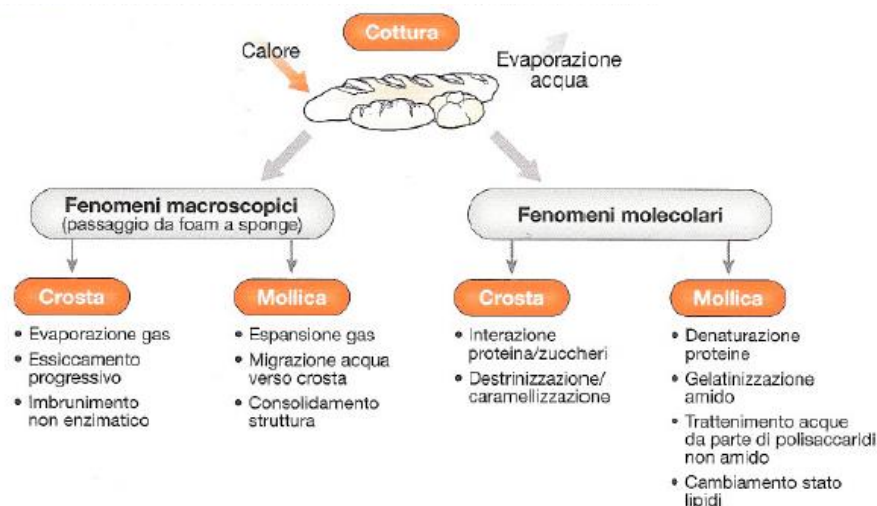 Cottura
Calore
Evaporazione
acqua
Fenomeni macroscopici
(passaggio da foam a sponge)
Fenomeni molecolari
Crosta
• Evaporazione gas
• Essiccamento
progressivo
• Imbrunimento
non enzimatico
Mollica
• Espansione gas
• Migrazione acqua
verso crosta
• Consolidamento
struttura
Crosta
• Interazione
proteina/zuccheri
• Destrinizzazione/
caramellizzazione
Mollica
• Denaturazione
proteine
• Gelatinizzazione
amido
• Trattenimento acque
da parte di polisaccaridi
non amido
• Cambiamento stato
lipidi